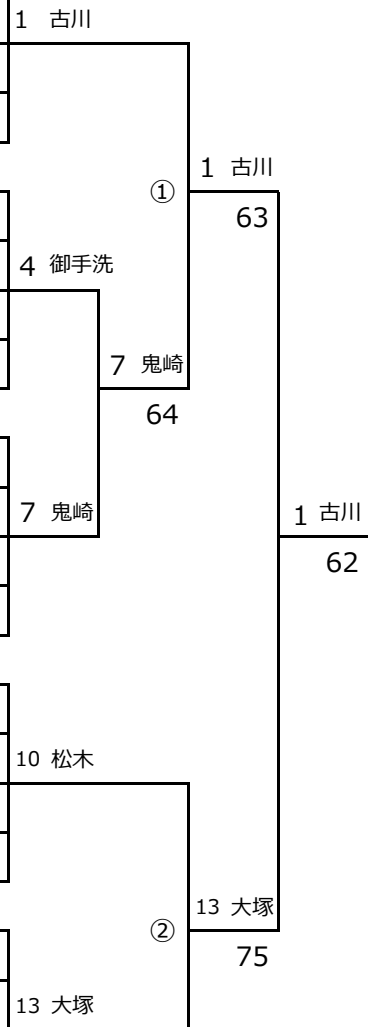 1 古川
① 1 古川
63
4 御手洗
7 鬼崎
64
7 鬼崎
1 古川
62
10 松木
② 13 大塚
75
13 大塚